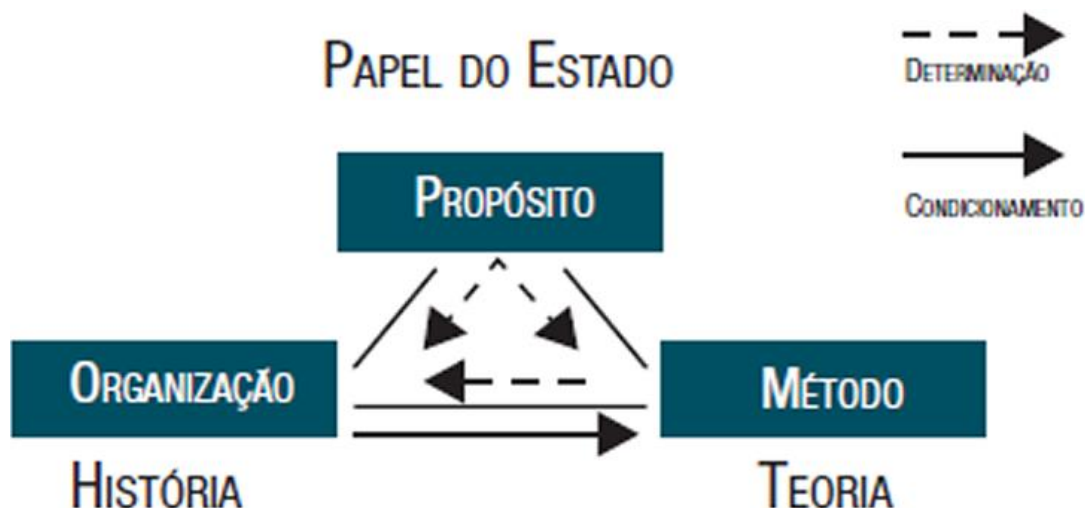 Papel do Estado
Determinação
Condicionamento
Propósito
Organização
Método
História
Teoria